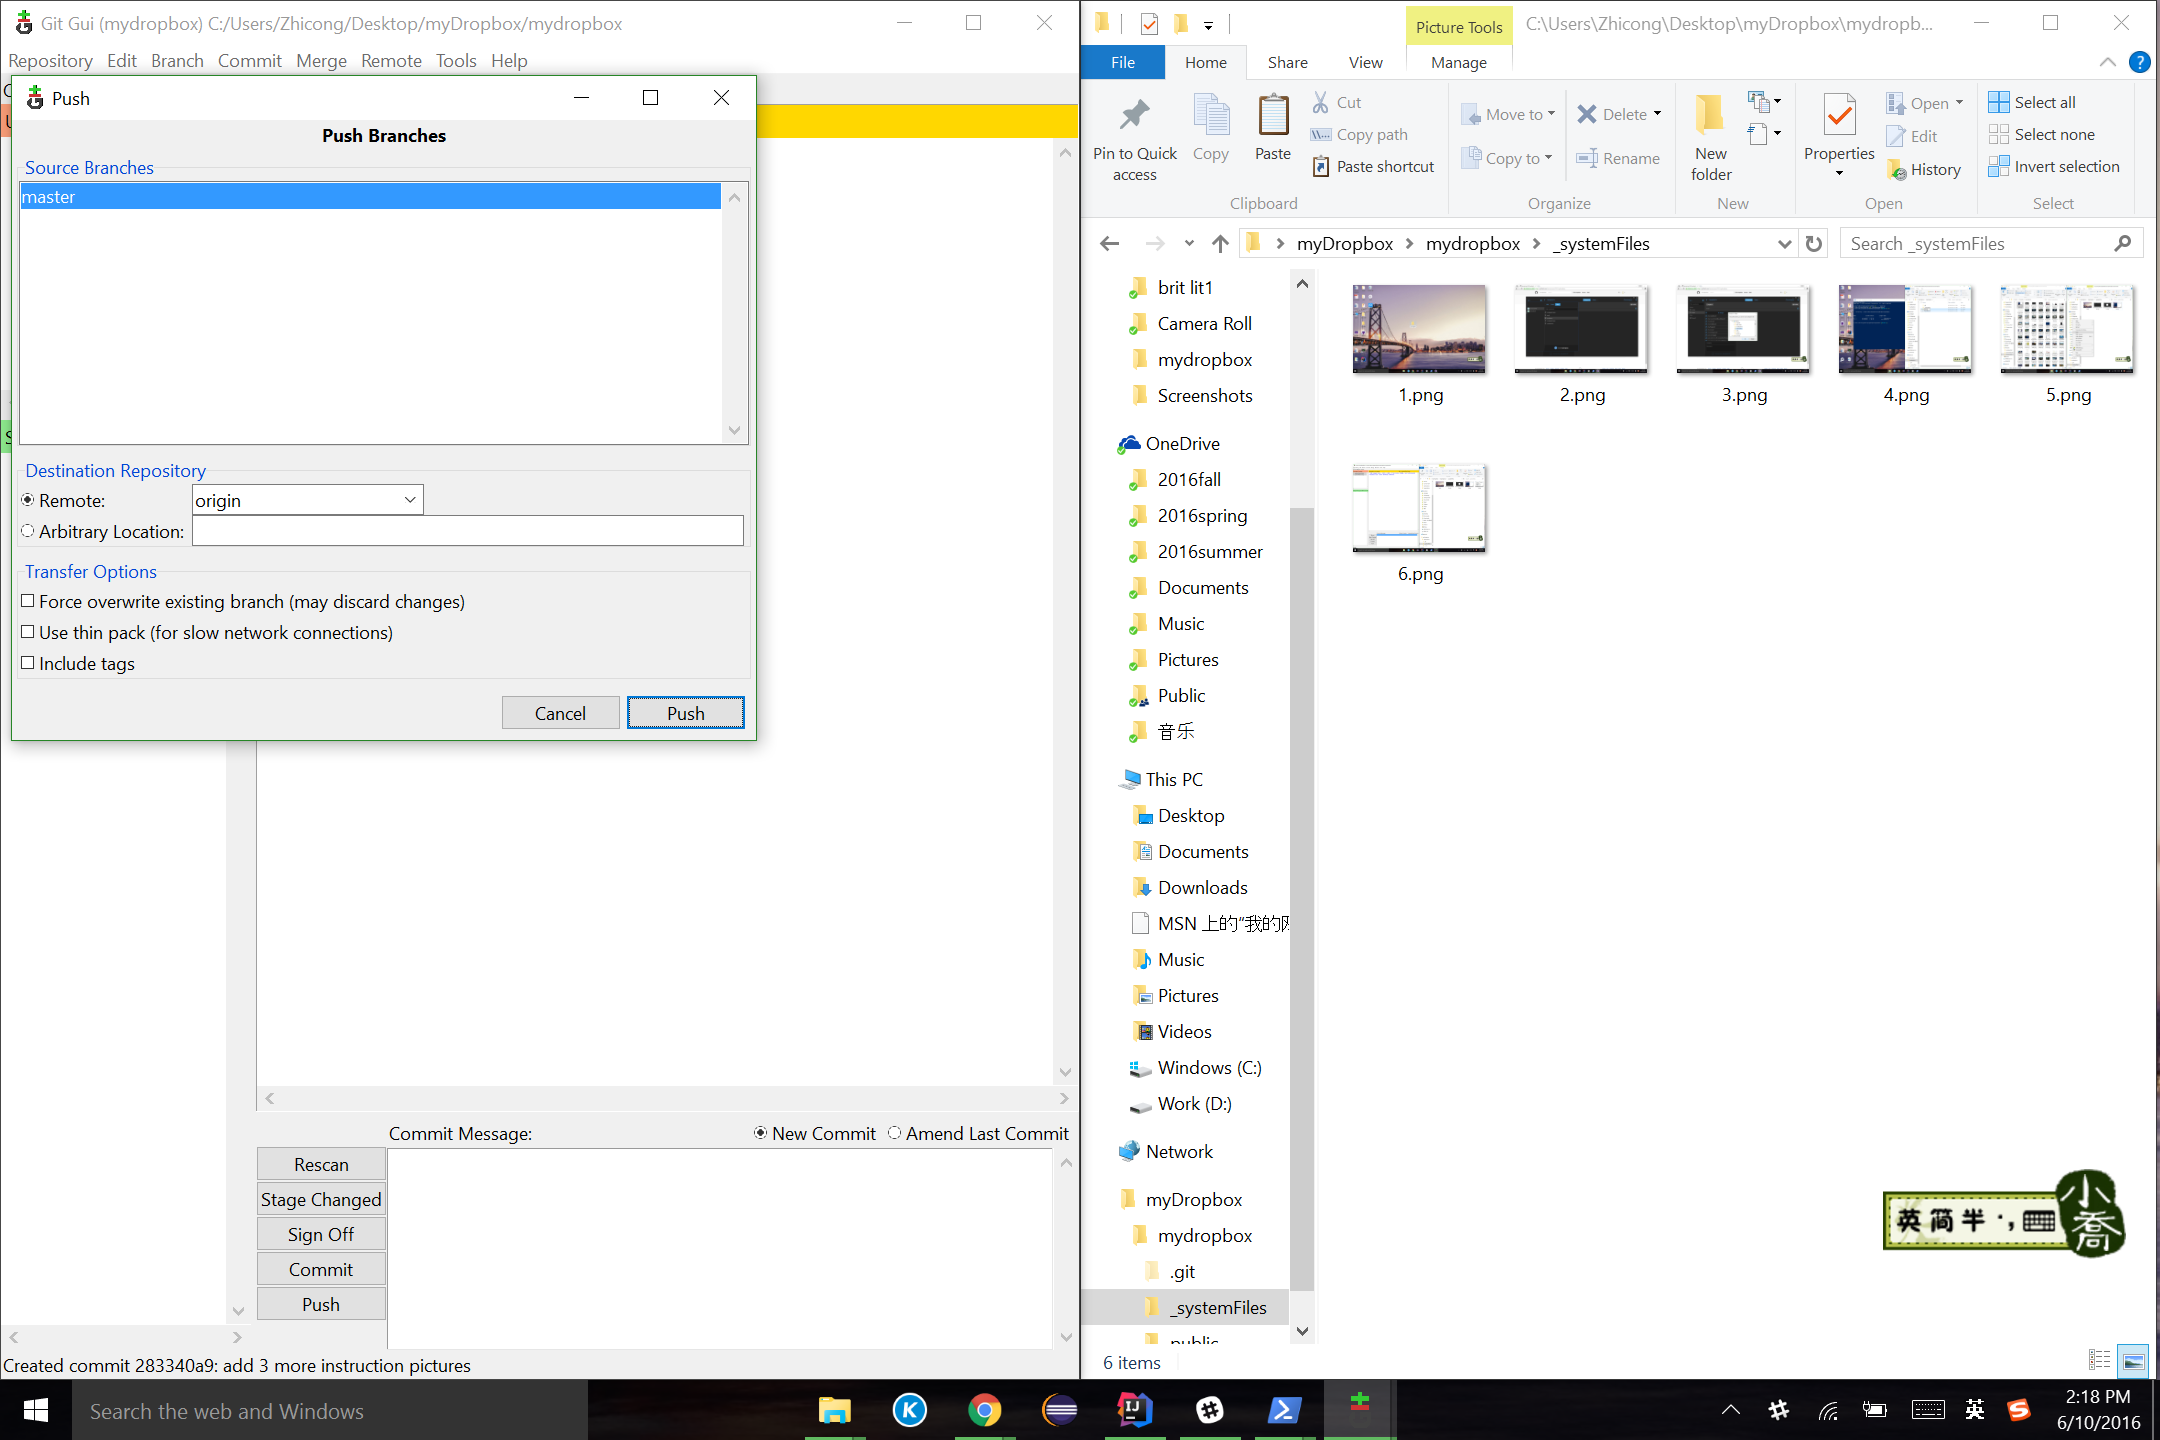 Git Gui (mydropbox) C:/Users/Zhicong/Desktop/myDropbox/mydropbox
Repository Edit Branch Commit Merge Remote Tools Help
Push
Push Branches
Source Branches
master
Destination Repository
Remote: origin
Arbitrary Location:
Transfer Options
Force overwrite existing branch (may discard changes)
Use thin pack (for slow network connections)
Include tags
Cancel Push
Commit Message: New Commit Amend Last Commit
Rescan
Stage Changed
Sign Off
Commit
Push
Created commit 283340a9: add 3 more instruction pictures
Picture Tools C:\Users\Zhicong\Desktop\myDropbox\mydropb...
File Home Share View Manage
Pin to Quick access
Copy
Paste
Cut
Copy path
Paste shortcut
Clipboard
Move to
Copy to
Delete
Rename
Organize
New folder
New
Properties
Open
Edit
History
Open
Select all
Select none
Invert selection
Select
myDropbox mydropbox _systemFiles
Search _systemFiles
brit lit1
Camera Roll
mydropbox
Screenshots
OneDrive
2016fall
2016spring
2016summer
Documents
Music
Pictures
Public
音乐
This PC
Desktop
Documents
Downloads
MSN 上的“我的
Music
Pictures
Videos
Windows (C:)
Work (D:)
Network
myDropbox
mydropbox
.git
_systemFiles
public
1.png 2.png 3.png 4.png 5.png
6.png
英简半·，
小喬
6 items
Search the web and Windows
英
2:18 PM
6/10/2016